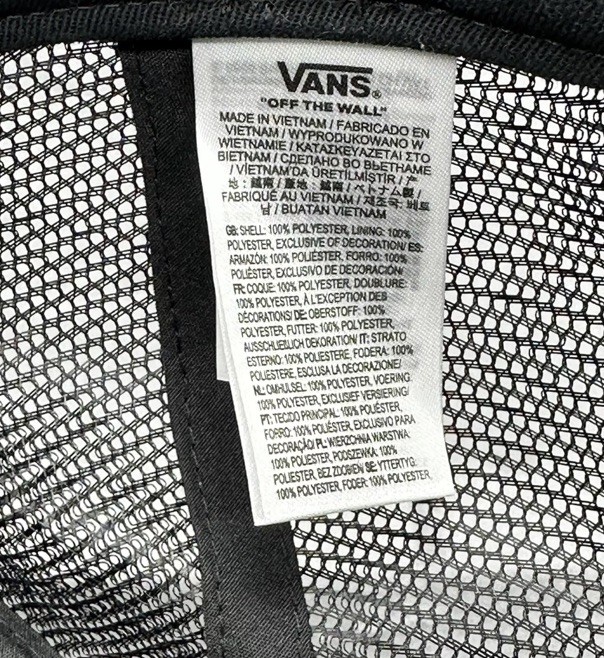 VANS®
"OFF THE WALL"
MADE IN VIETNAM / FABRICADO EN
VIETNAM / WYPRODUKOWANO W
WIETNAMIE / ΚΑΤΑΣΚΕΥΑΖΕΤΑΙ ΣΤΟ
ΒΙΕΤΝΑΜ / СДЕЛАНО ВО ВЬЕТНАМЕ
/ VİETNAM'DA ÜRETİLMİŞTİR / 产
地：越南 / 產地：越南 / ベトナム製 /
FABRIQUÉ AU VIETNAM / 제조국: 베트
남 / BUATAN VIETNAM
GB: SHELL: 100% POLYESTER, LINING: 100%
POLYESTER, EXCLUSIVE OF DECORATION/ ES:
ARMAZÓN: 100% POLIÉSTER, FORRO: 100%
POLIÉSTER, EXCLUSIVO DE DECORACIÓN/
FR: COQUE: 100% POLYESTER, DOUBLURE:
100% POLYESTER, À L'EXCEPTION DES
DÉCORATIONS/ DE: OBERSTOFF: 100%
POLYESTER, FUTTER: 100% POLYESTER,
AUSSCHLIEßLICH DEKORATION/ IT: STRATO
ESTERNO: 100% POLIESTERE, FODERA: 100%
POLIESTERE, ESCLUSA LA DECORAZIONE/
NL: OMHULSEL: 100% POLYESTER, VOERING:
100% POLYESTER, EXCLUSIEF VERSIERING/
PT: TECIDO PRINCIPAL: 100% POLIÉSTER,
FORRO: 100% POLIÉSTER, EXCLUSIVO PARA
DECORAÇÃO/ PL: WIERZCHNIA WARSTWA:
100% POLIESTER, PODSZEWKA: 100%
POLIESTER, BEZ ZDOBIEŃ SE: YTTERTYG:
100% POLYESTER, FODER: 100% POLYESTER,